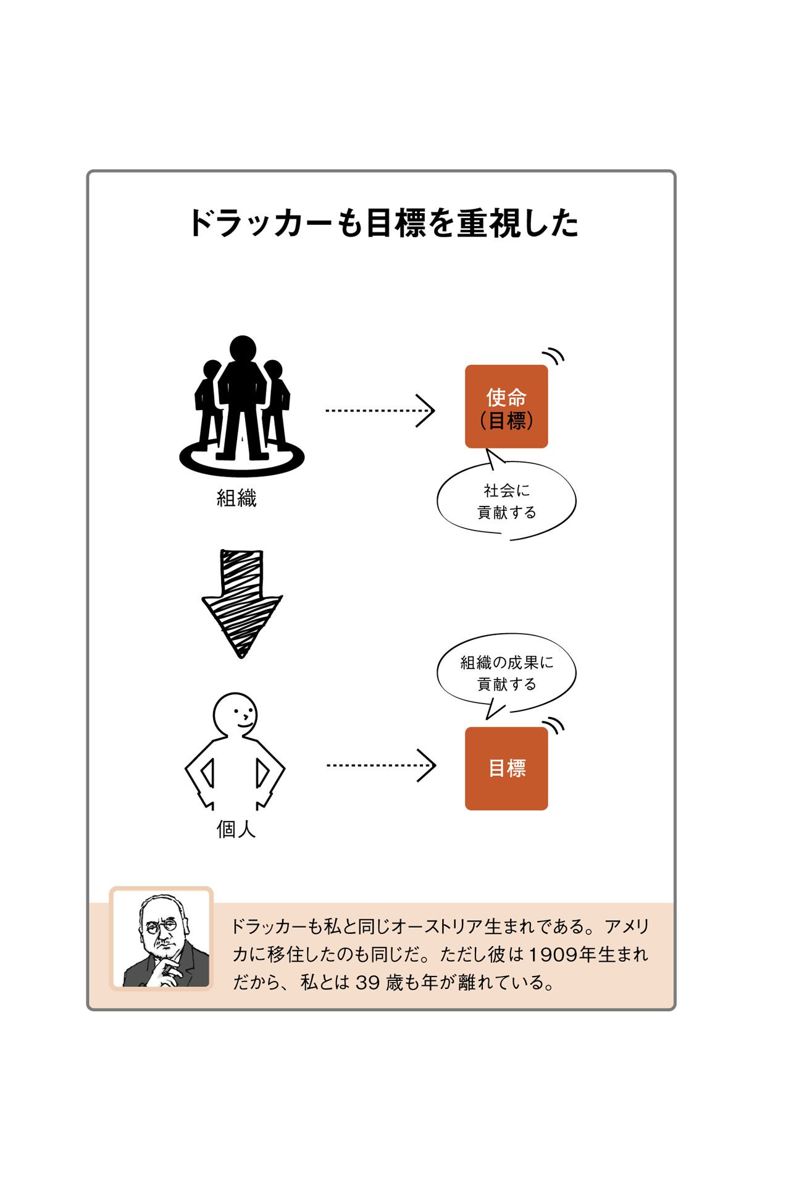 ドラッカーも目標を重視した
使命
（目標）
社会に
貢献する
組織
組織の成果に
貢献する
目標
個人
ドラッカーも私と同じオーストリア生まれである。アメリ
カに移住したのも同じだ。ただし彼は1909年生まれ
だから、私とは39歳も年が離れている。